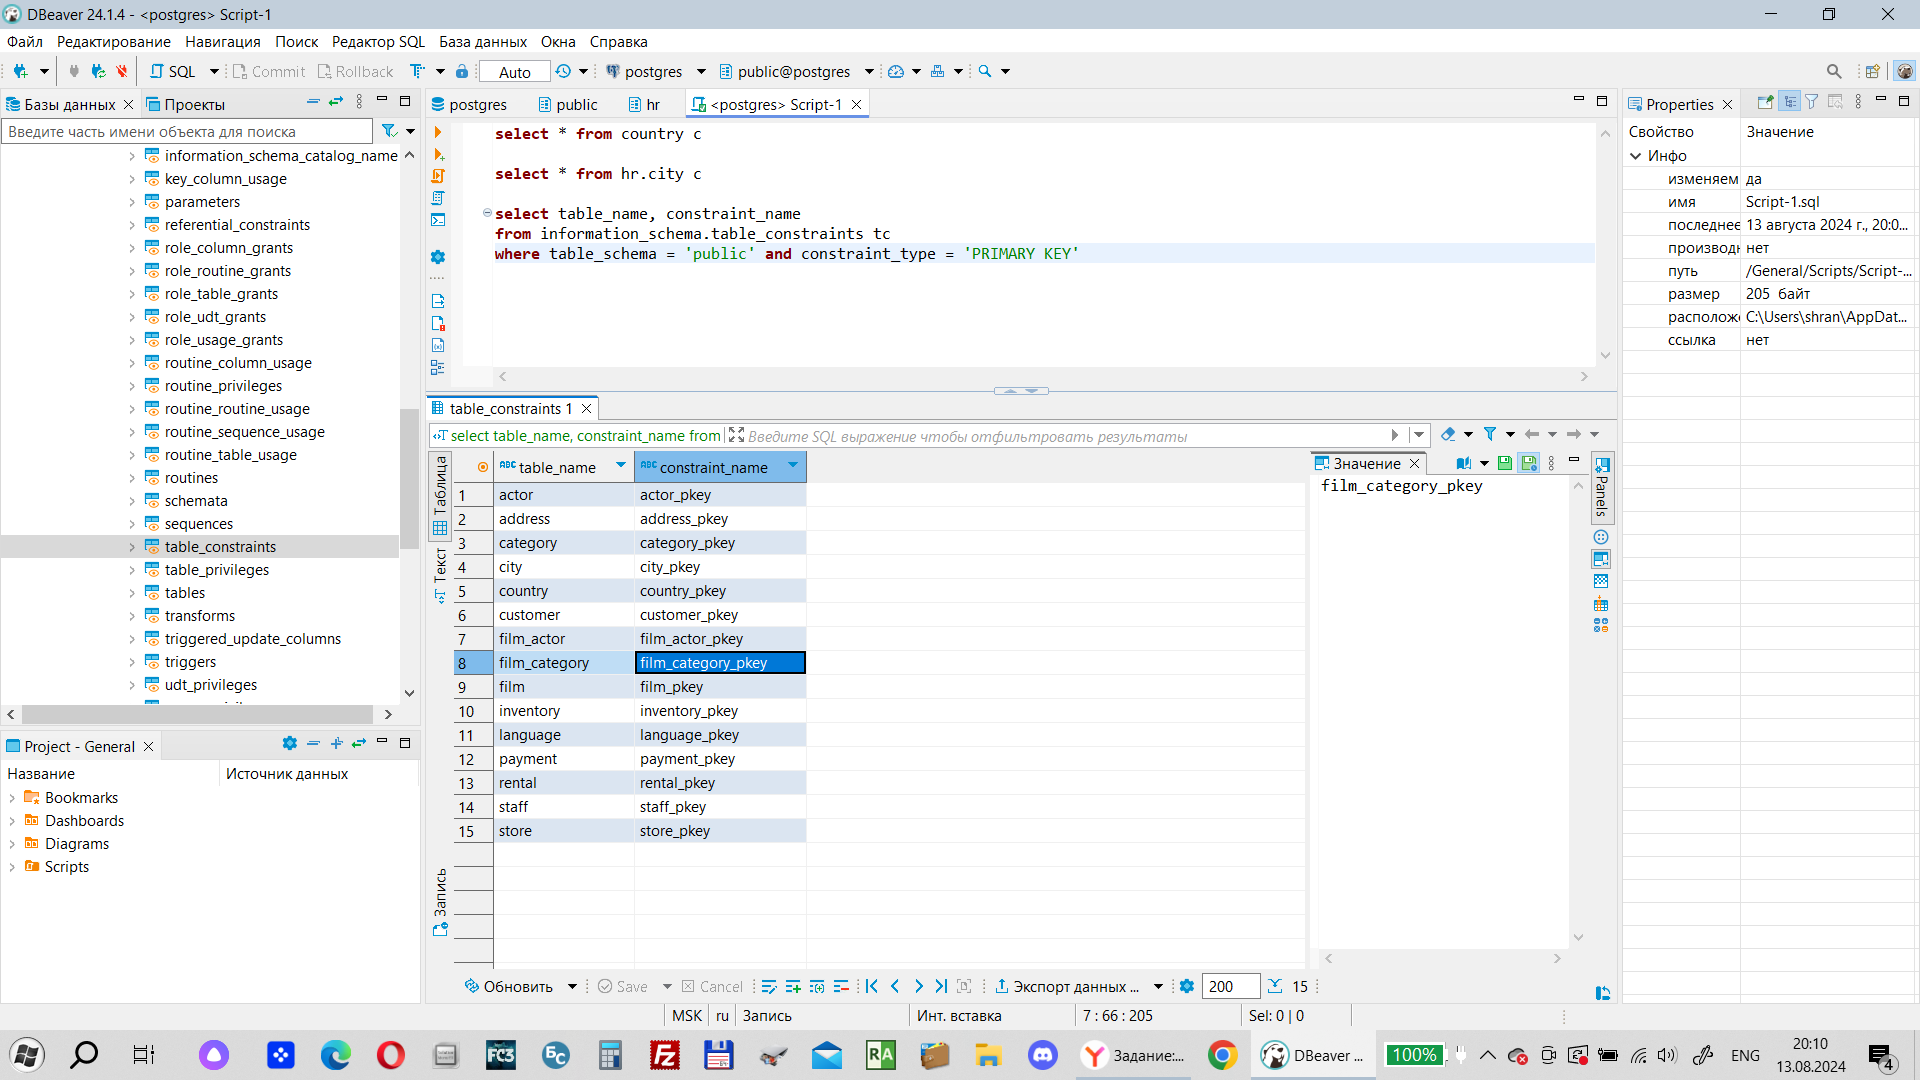 DBeaver 24.1.4 - <postgres> Script-1
Файл Редактирование Навигация Поиск Редактор SQL База данных Окна Справка
SQL Commit Rollback Auto postgres public@postgres
Базы данных Проекты
Введите часть имени объекта для поиска
information_schema_catalog_name
key_column_usage
parameters
referential_constraints
role_column_grants
role_routine_grants
role_table_grants
role_udt_grants
role_usage_grants
routine_column_usage
routine_privileges
routine_routine_usage
routine_sequence_usage
routine_table_usage
routines
schemata
sequences
table_constraints
table_privileges
tables
transforms
triggered_update_columns
triggers
udt_privileges
Project - General
Название Источник данных
Bookmarks
Dashboards
Diagrams
Scripts
postgres public hr <postgres> Script-1
select * from country c
select * from hr.city c
select table_name, constraint_name
from information_schema.table_constraints tc
where table_schema = 'public' and constraint_type = 'PRIMARY KEY'
table_constraints 1
select table_name, constraint_name from Введите SQL выражение чтобы отфильтровать результаты
Таблица
Текст
Запись
table_name constraint_name
1 actor actor_pkey
2 address address_pkey
3 category category_pkey
4 city city_pkey
5 country country_pkey
6 customer customer_pkey
7 film_actor film_actor_pkey
8 film_category film_category_pkey
9 film film_pkey
10 inventory inventory_pkey
11 language language_pkey
12 payment payment_pkey
13 rental rental_pkey
14 staff staff_pkey
15 store store_pkey
Значение
film_category_pkey
Panels
Обновить Save Cancel Экспорт данных ... 200 15
MSK ru Запись Инт. вставка 7 : 66 : 205 Sel: 0 | 0
Properties
Свойство Значение
Инфо
изменяем да
имя Script-1.sql
последнее 13 августа 2024 г., 20:0...
производн нет
путь /General/Scripts/Script-...
размер 205 байт
располож C:\Users\shran\AppDat...
ссылка нет
FC3
БС
RA
Задание:...
DBeaver ...
100%
ENG
20:10
13.08.2024
4